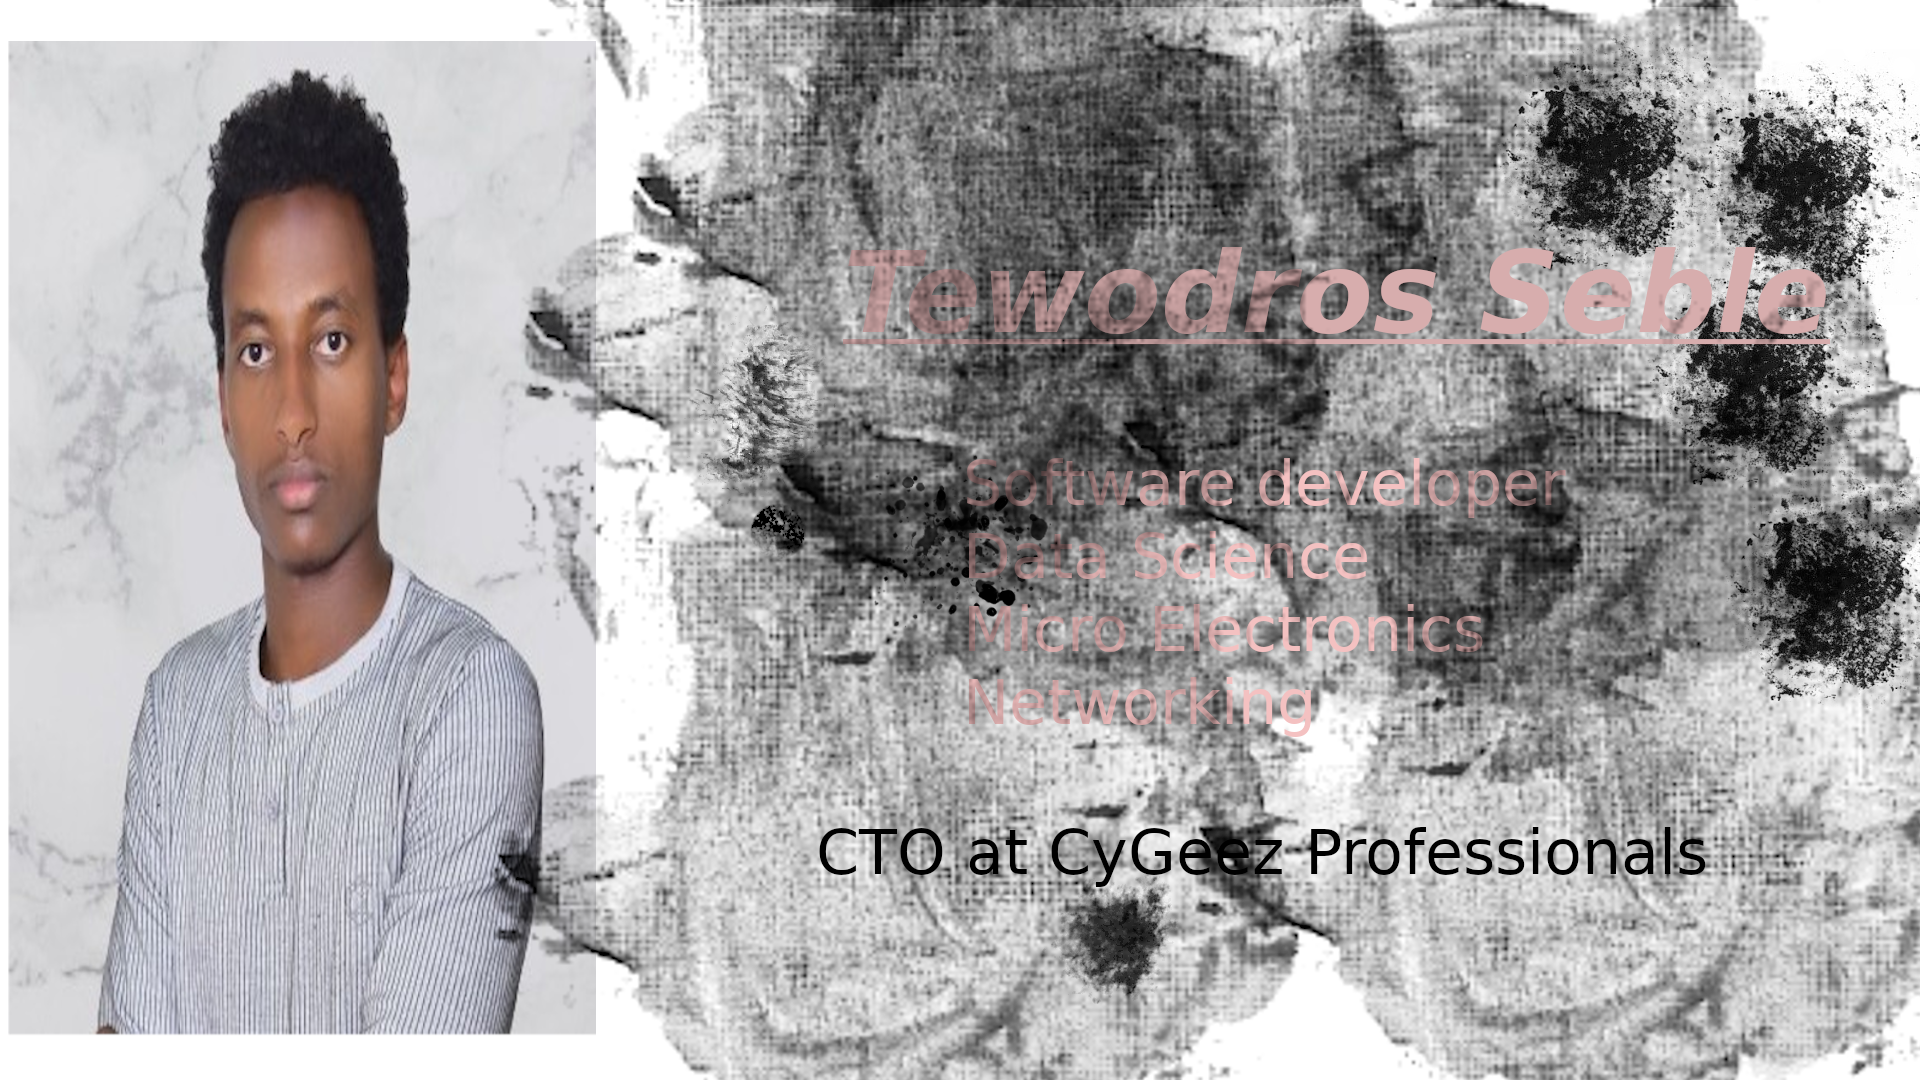 Tewodros Seble
Software developer
Data Science
Micro Electronics
Networking
CTO at CyGeez Professionals